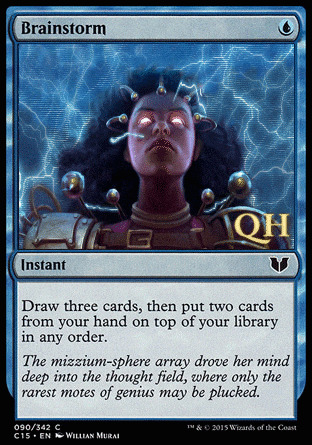 Brainstorm
QH
Instant
Draw three cards, then put two cards
from your hand on top of your library
in any order.
The mizzium-sphere array drove her mind
deep into the thought field, where only the
rarest motes of genius may be plucked.
090/342 C
C15 • EN Willian Murai
™ & © 2015 Wizards of the Coast